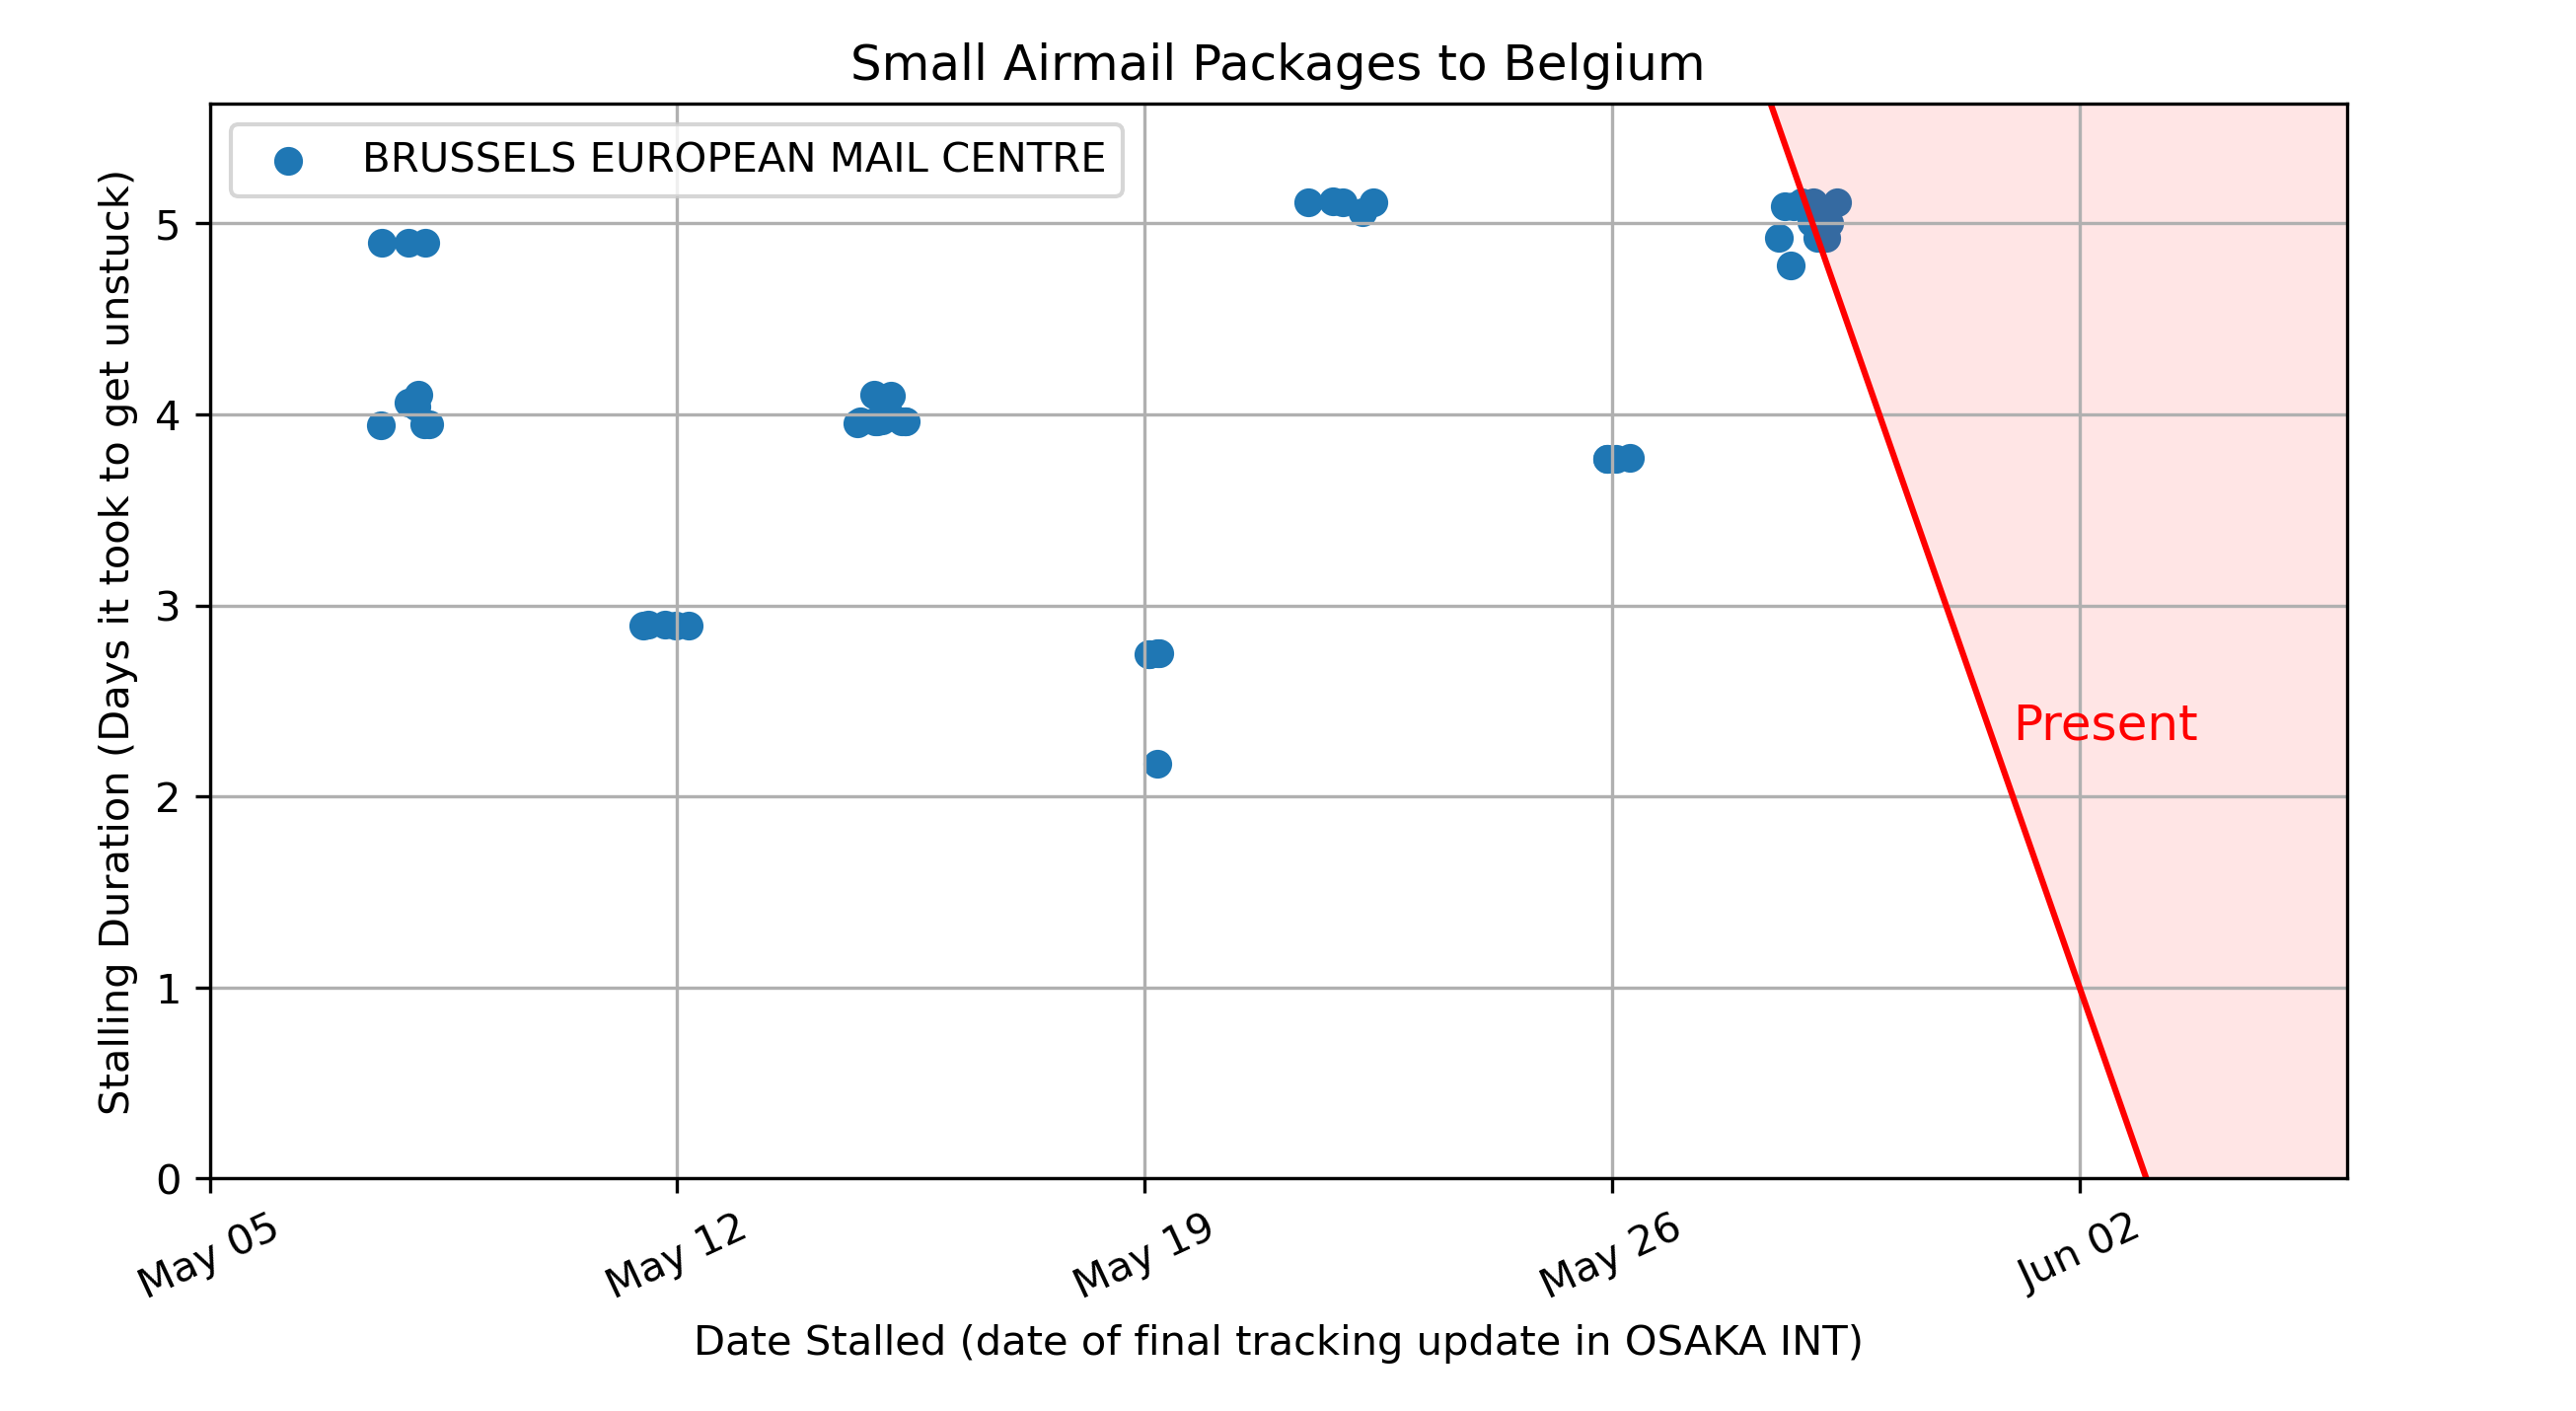 Small Airmail Packages to Belgium
BRUSSELS EUROPEAN MAIL CENTRE
Stalling Duration (Days it took to get unstuck)
5
4
3
2
1
0
Present
May 05
May 12
May 19
May 26
Jun 02
Date Stalled (date of final tracking update in OSAKA INT)